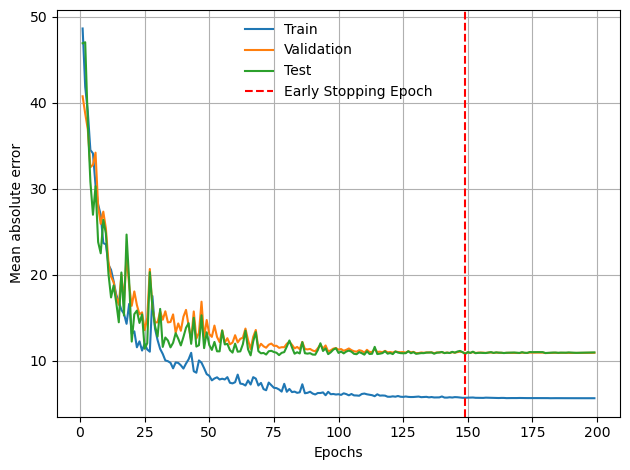 50
40
30
20
10
Mean absolute error
Train
Validation
Test
Early Stopping Epoch
0 25 50 75 100 125 150 175 200
Epochs